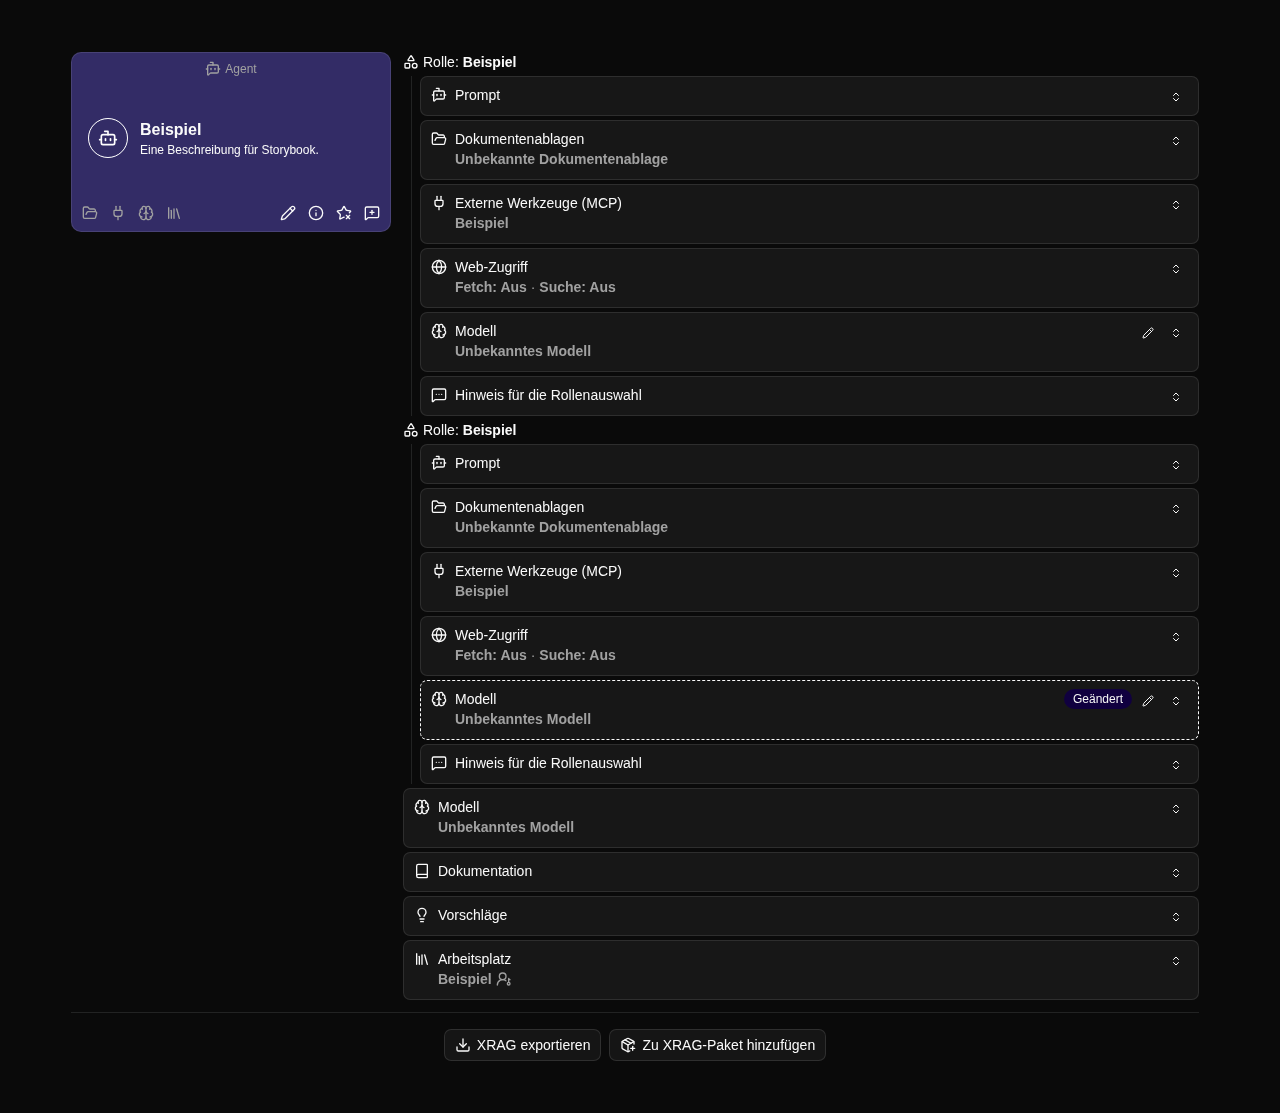 Agent
Beispiel
Eine Beschreibung für Storybook.
Rolle: Beispiel
Prompt
Dokumentenablagen
Unbekannte Dokumentenablage
Externe Werkzeuge (MCP)
Beispiel
Web-Zugriff
Fetch: Aus · Suche: Aus
Modell
Unbekanntes Modell
Hinweis für die Rollenauswahl
Rolle: Beispiel
Prompt
Dokumentenablagen
Unbekannte Dokumentenablage
Externe Werkzeuge (MCP)
Beispiel
Web-Zugriff
Fetch: Aus · Suche: Aus
Modell Geändert
Unbekanntes Modell
Hinweis für die Rollenauswahl
Modell
Unbekanntes Modell
Dokumentation
Vorschläge
Arbeitsplatz
Beispiel
XRAG exportieren Zu XRAG-Paket hinzufügen